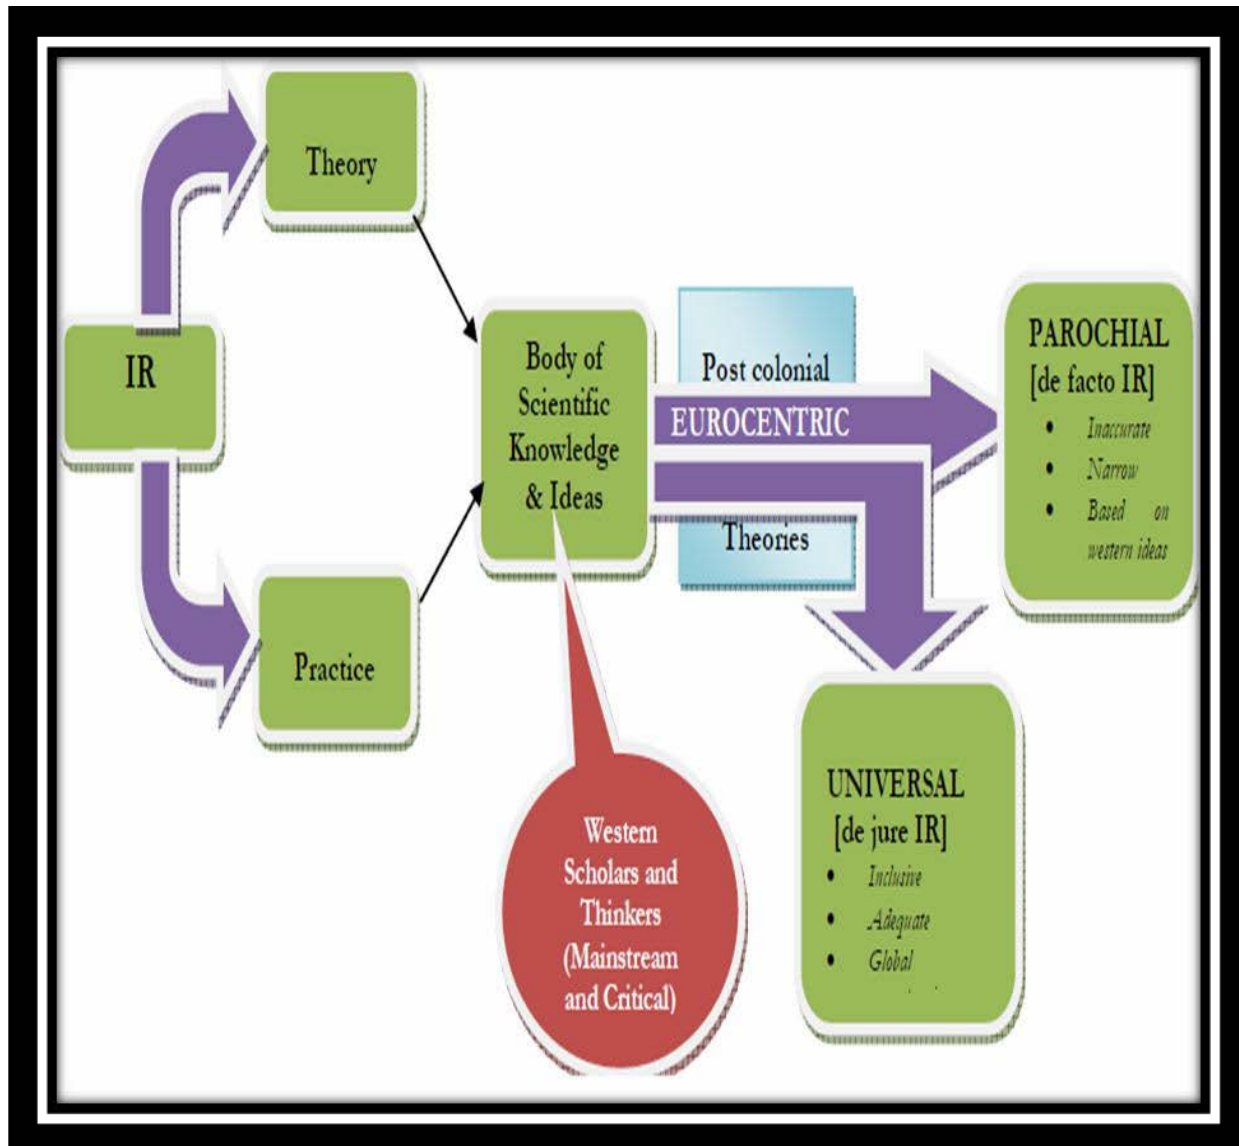 Theory
IR
Practice
Body of
Scientific
Knowledge
& Ideas
Post colonial
EUROCENTRIC
Theories
PAROCHIAL
[de facto IR]
• Inaccurate
• Narrow
• Based on
western ideas
UNIVERSAL
[de jure IR]
• Inclusive
• Adequate
• Global
Western
Scholars and
Thinkers
(Mainstream
and Critical)